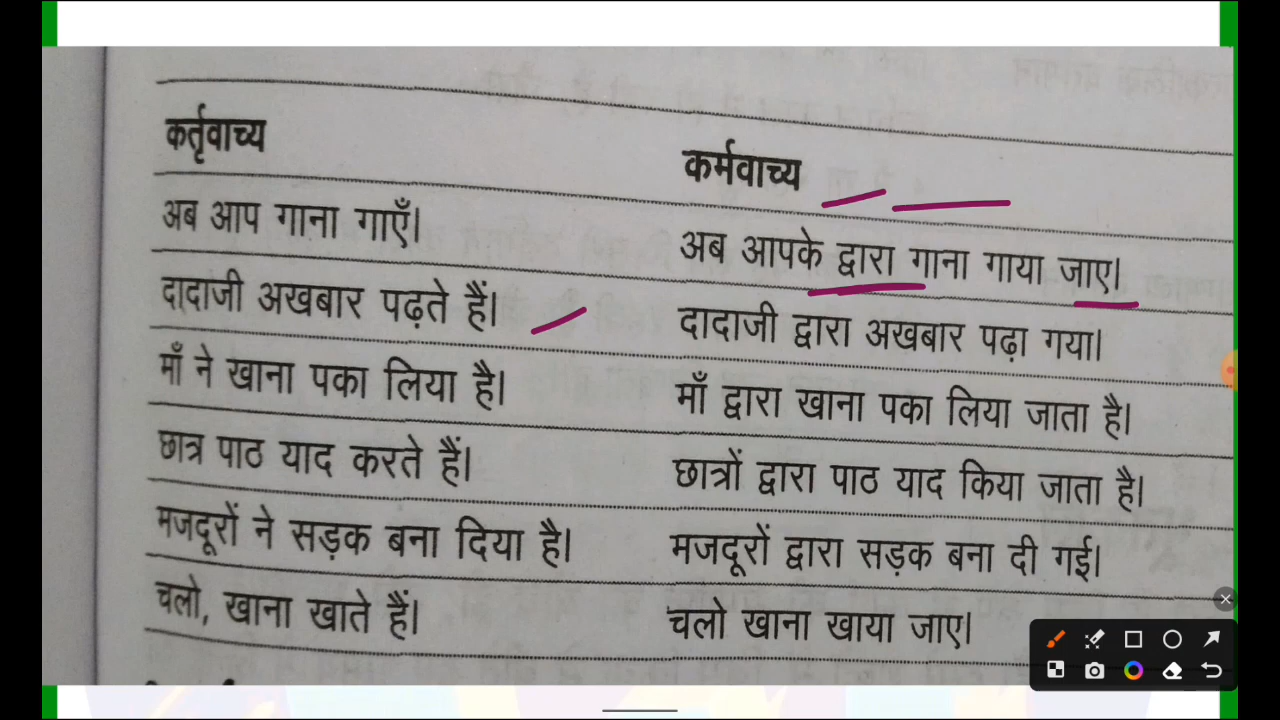 कर्तृवाच्य
कर्मवाच्य
अब आप गाना गाएँ।
अब आपके द्वारा गाना गाया जाए।
दादाजी अखबार पढ़ते हैं।
दादाजी द्वारा अखबार पढ़ा गया।
माँ ने खाना पका लिया है।
माँ द्वारा खाना पका लिया जाता है।
छात्र पाठ याद करते हैं।
छात्रों द्वारा पाठ याद किया जाता है।
मजदूरों ने सड़क बना दिया है।
मजदूरों द्वारा सड़क बना दी गई।
चलो, खाना खाते हैं।
चलो खाना खाया जाए।